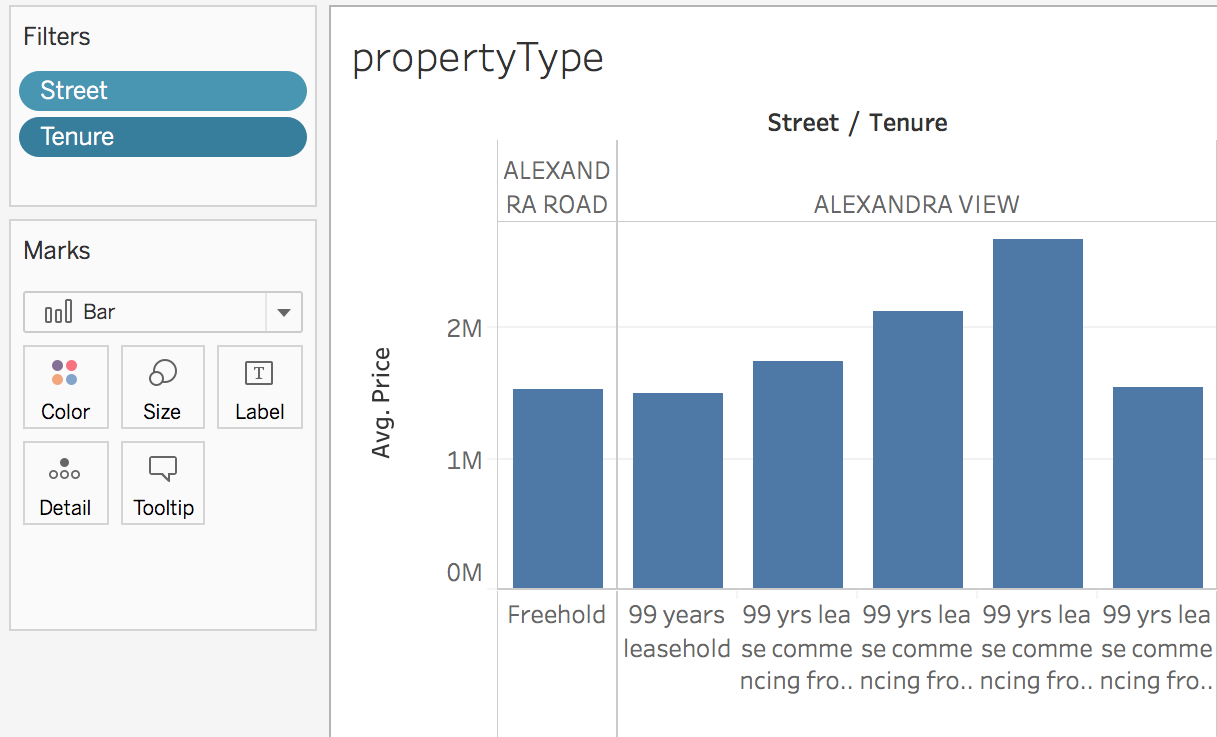 Filters
Street
Tenure
Marks
Bar
Color
Size
T
Label
Detail
Tooltip
propertyType
Street / Tenure
ALEXAND
RA ROAD
ALEXANDRA VIEW
Avg. Price
2M
1M
0M
Freehold
99 years
leasehold
99 yrs lea
se comme
ncing fro..
99 yrs lea
se comme
ncing fro..
99 yrs lea
se comme
ncing fro..
99 yrs lea
se comme
ncing fro..